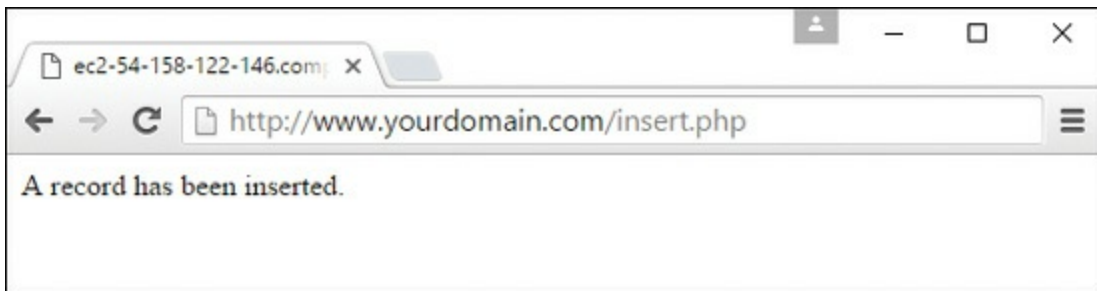 ec2-54-158-122-146.com
http://www.yourdomain.com/insert.php
A record has been inserted.